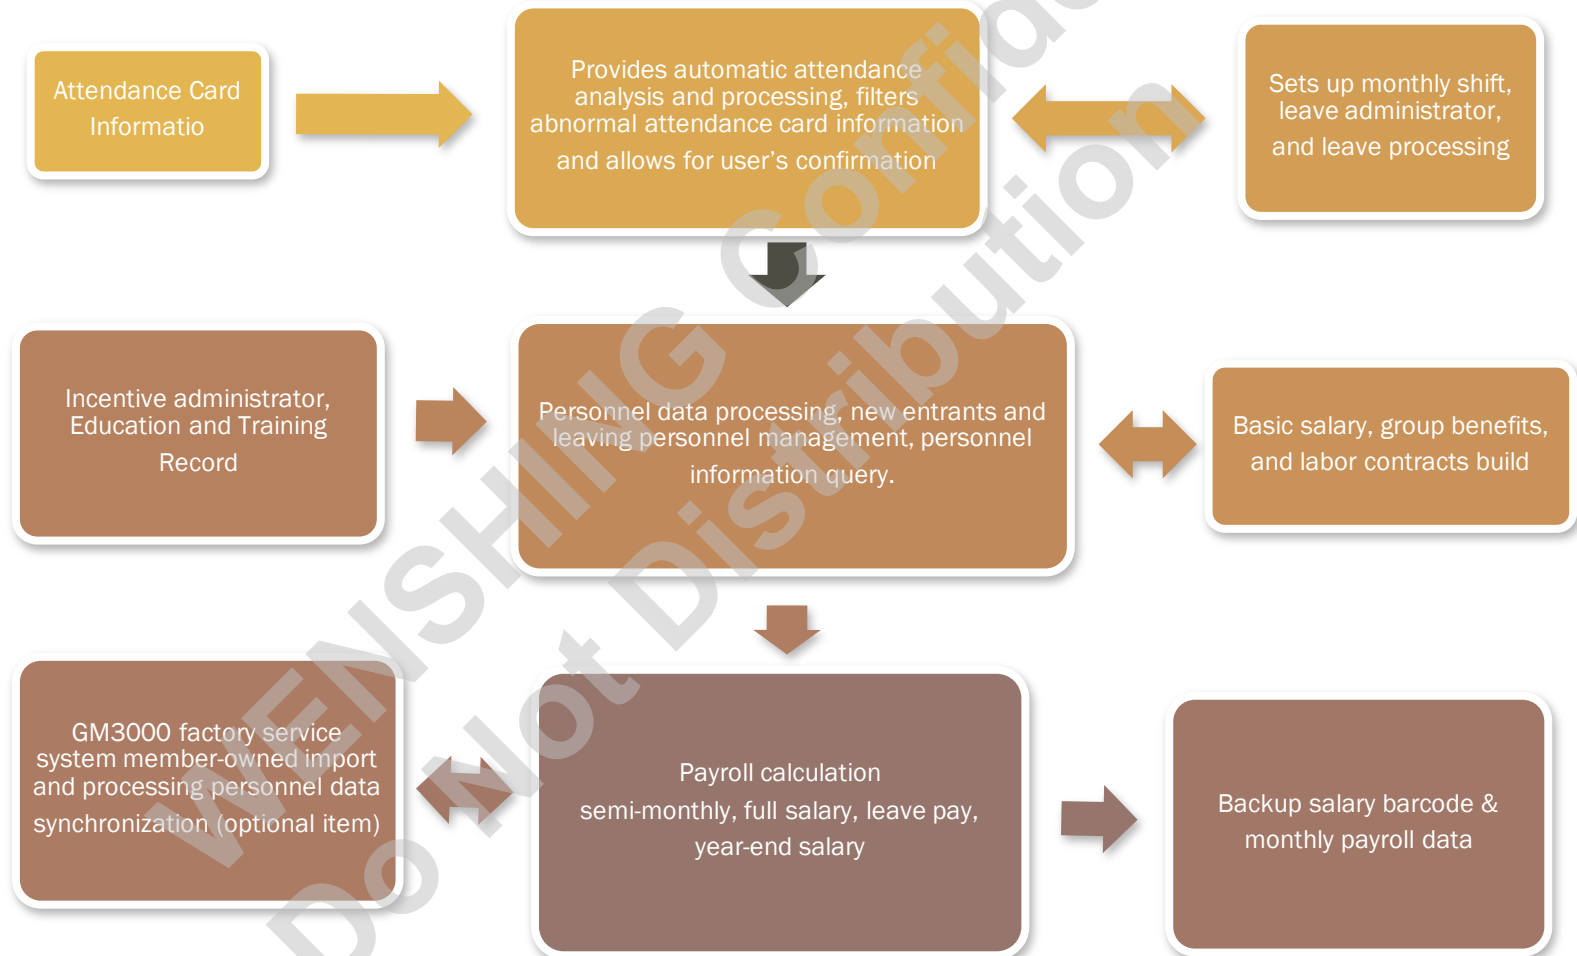 Attendance Card
Informatio
Provides automatic attendance
analysis and processing, filters
abnormal attendance card information
and allows for user’s confirmation
Sets up monthly shift,
leave administrator,
and leave processing
Incentive administrator,
Education and Training
Record
Personnel data processing, new entrants and
leaving personnel management, personnel
information query.
Basic salary, group benefits,
and labor contracts build
GM3000 factory service
system member-owned import
and processing personnel data
synchronization (optional item)
Payroll calculation
semi-monthly, full salary, leave pay,
year-end salary
Backup salary barcode &
monthly payroll data
WENSHING Confide
Do Not Distribution